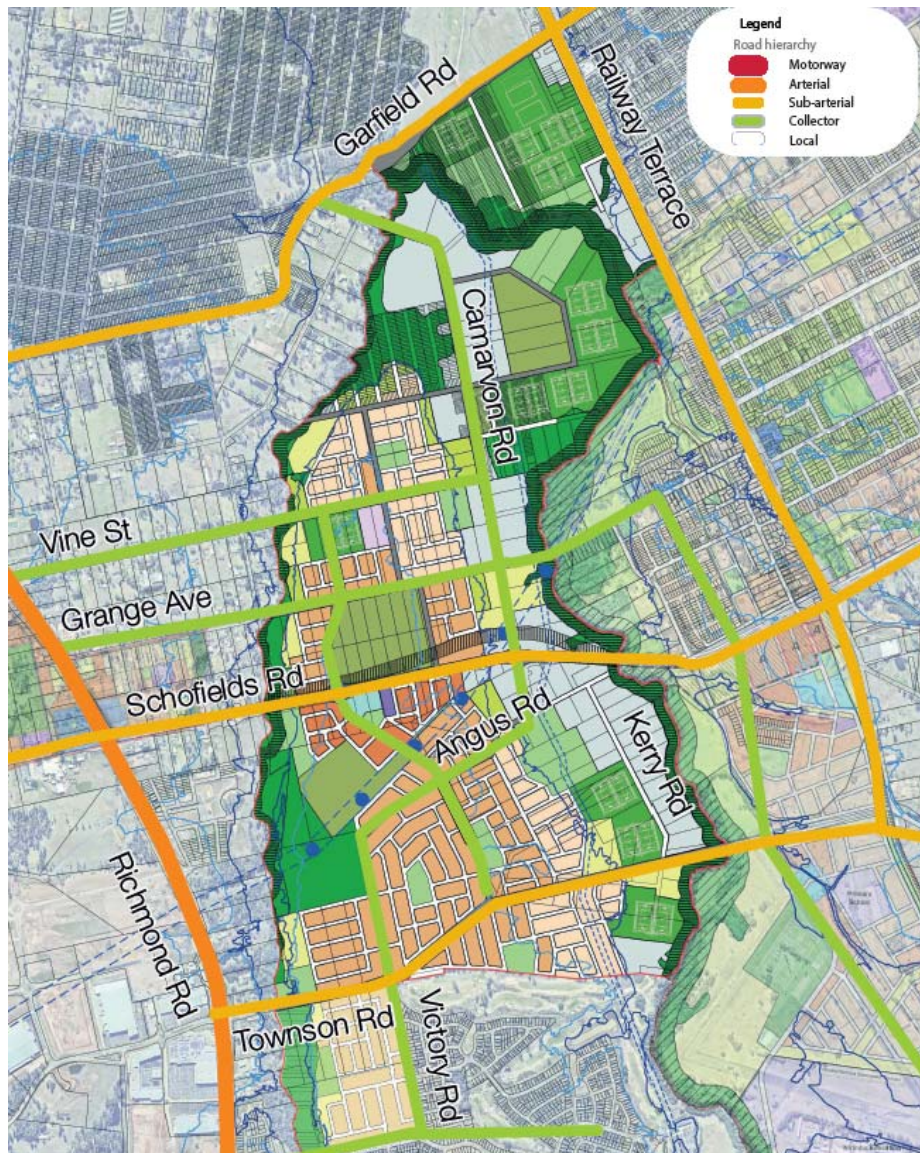 Legend
Road hierarchy
Motorway
Arterial
Sub-arterial
Collector
Local
Garfield Rd
Railway Terrace
Carnarvon Rd
Vine St
Grange Ave
Schofields Rd
Angus Rd
Kerry Rd
Richmond Rd
Townson Rd
Victory Rd